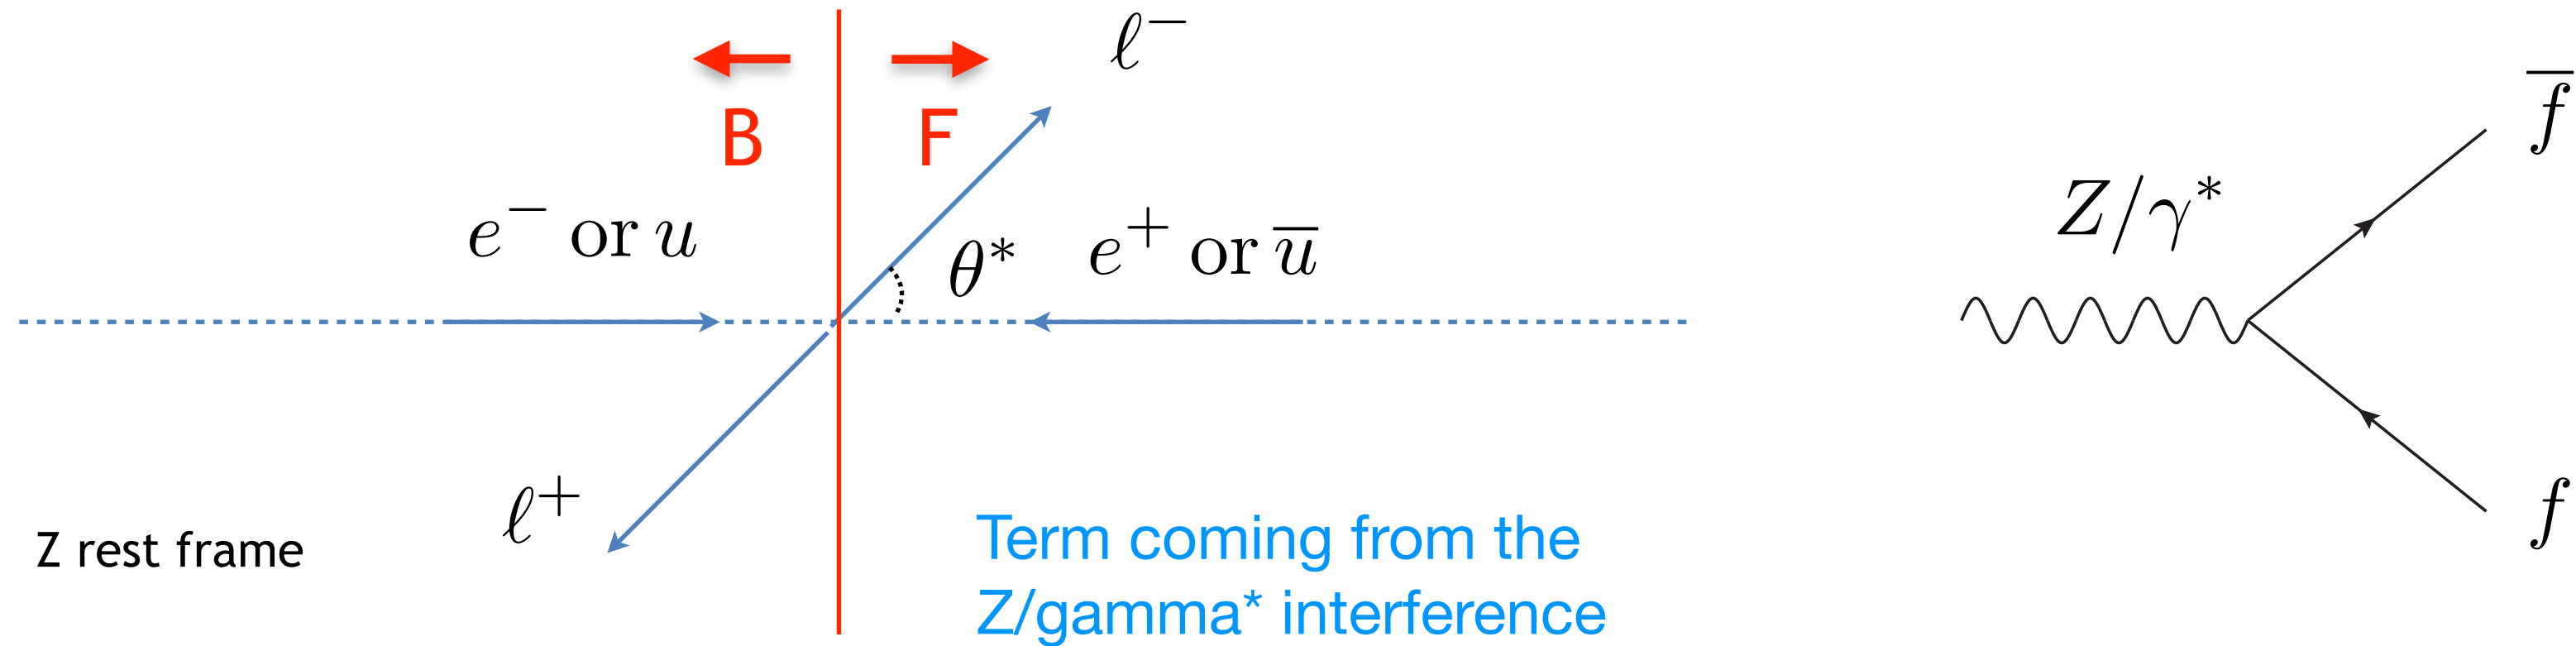 ℓ⁻
B
F
e⁻ or u
θ*
e⁺ or u̅
ℓ⁺
Z rest frame
Term coming from the
Z/gamma* interference
Z/γ*
f̅
f